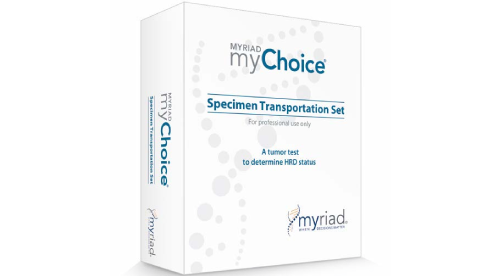 MYRIAD
myChoice®
Specimen Transportation Set
For professional use only
A tumor test
to determine HRD status
myriad®
MYRIAD
myChoice®
Specimen Transportation Set
myriad®